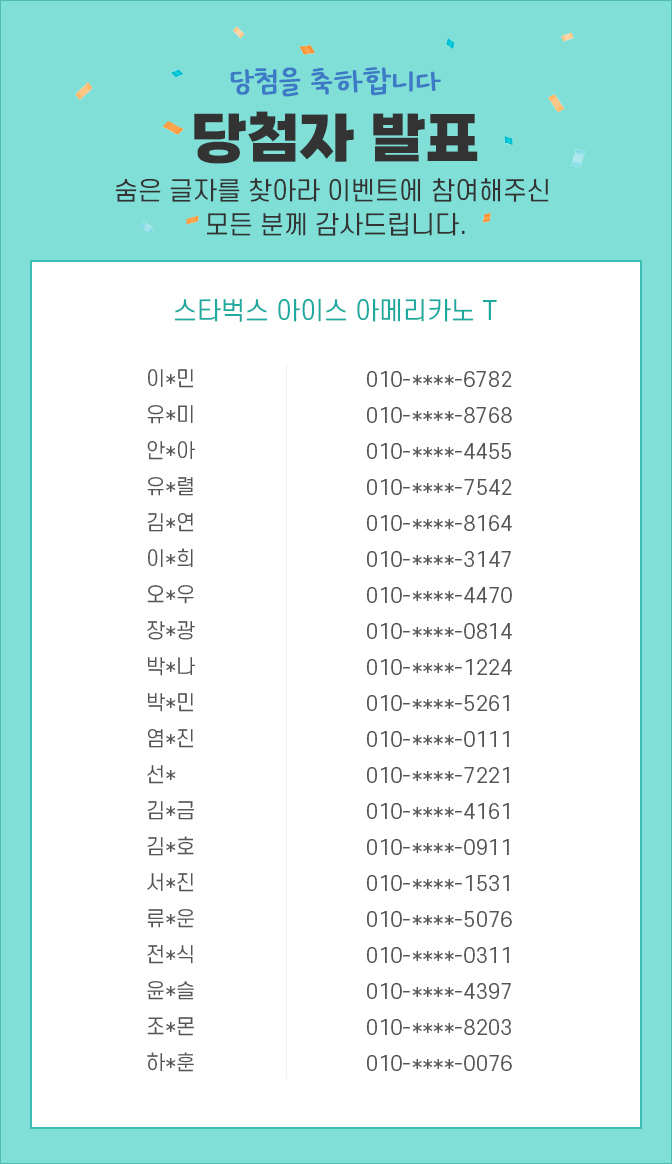 당첨을 축하합니다
당첨자 발표
숨은 글자를 찾아라 이벤트에 참여해주신
모든 분께 감사드립니다.
스타벅스 아이스 아메리카노 T
이*민 010-****-6782
유*미 010-****-8768
안*아 010-****-4455
유*렬 010-****-7542
김*연 010-****-8164
이*희 010-****-3147
오*우 010-****-4470
장*광 010-****-0814
박*나 010-****-1224
박*민 010-****-5261
염*진 010-****-0111
선* 010-****-7221
김*금 010-****-4161
김*호 010-****-0911
서*진 010-****-1531
류*운 010-****-5076
전*식 010-****-0311
윤*슬 010-****-4397
조*몬 010-****-8203
하*훈 010-****-0076